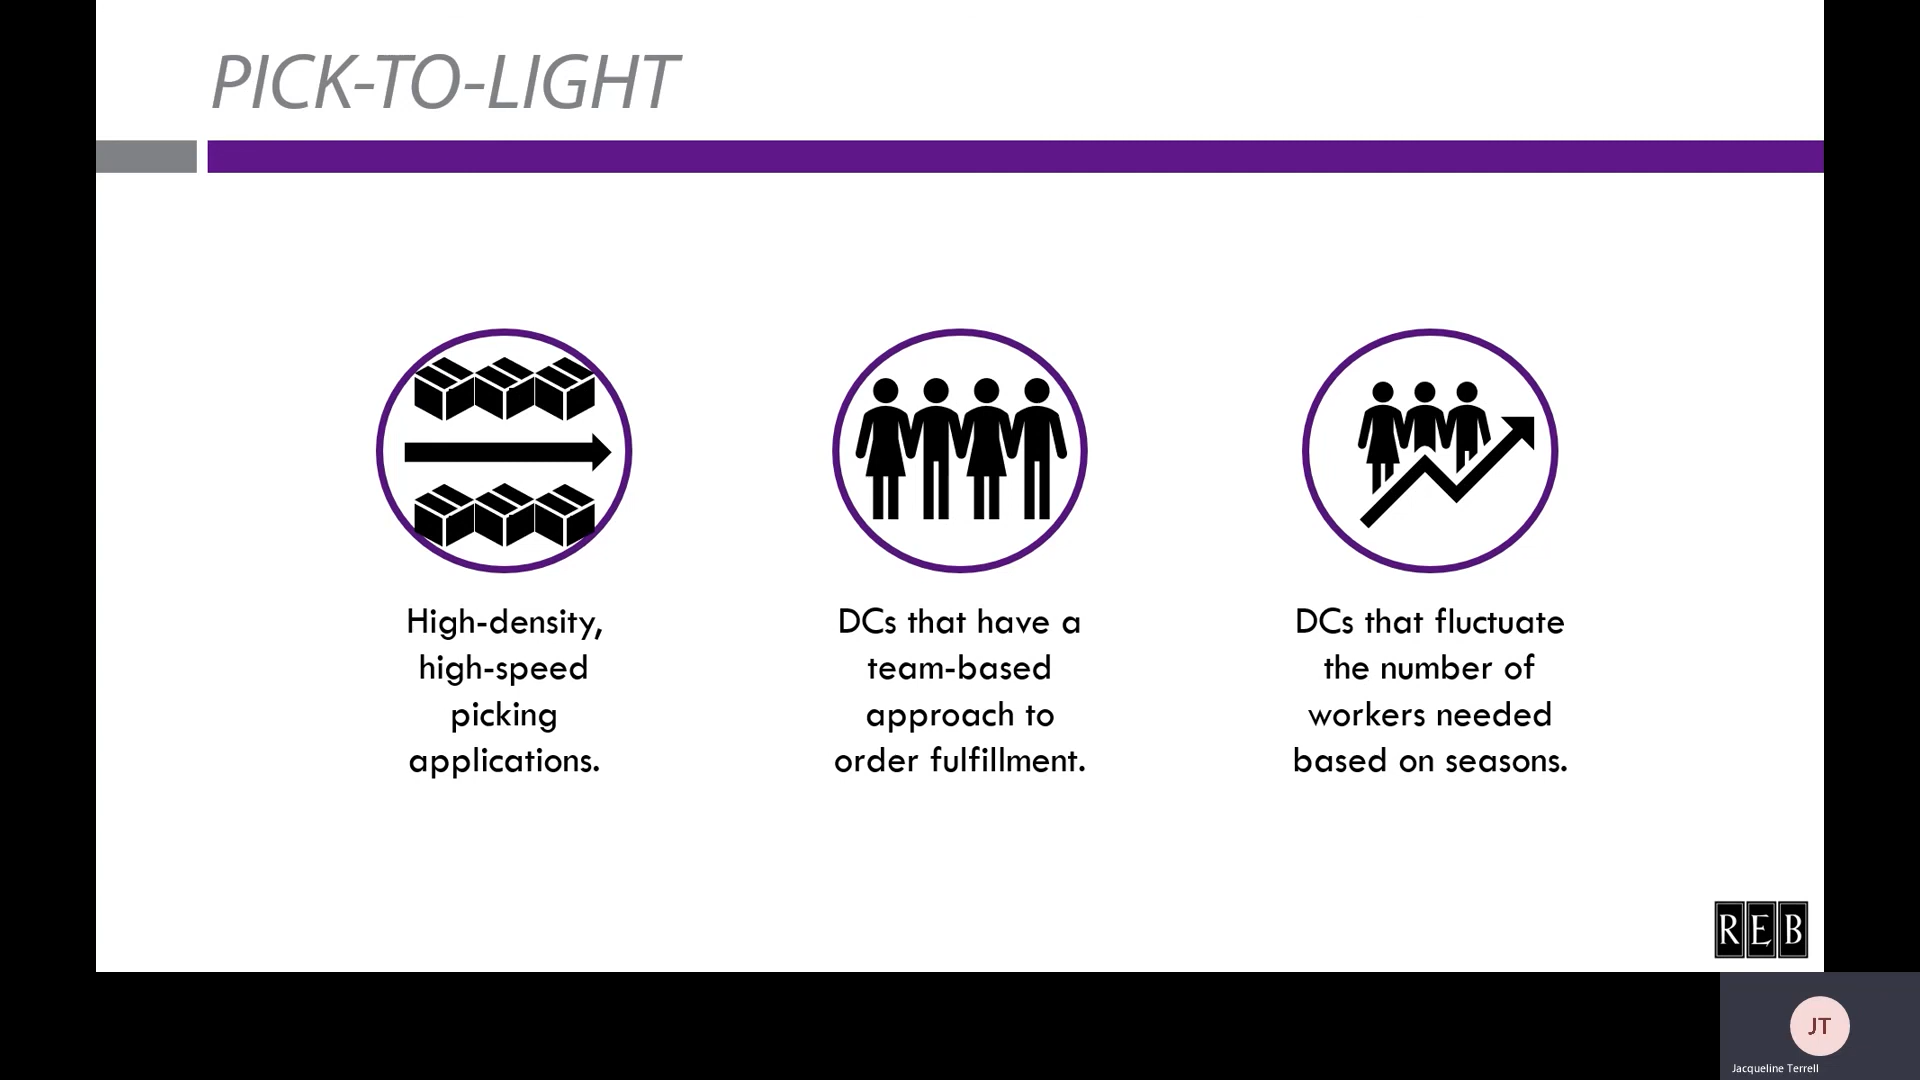 PICK-TO-LIGHT
High-density,
high-speed
picking
applications.
DCs that have a
team-based
approach to
order fulfillment.
DCs that fluctuate
the number of
workers needed
based on seasons.
REB
JT
Jacqueline Terrell